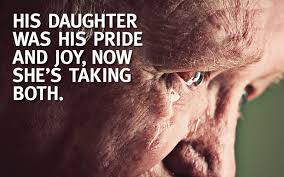 HIS DAUGHTER
WAS HIS PRIDE
AND JOY, NOW
SHE'S TAKING
BOTH.